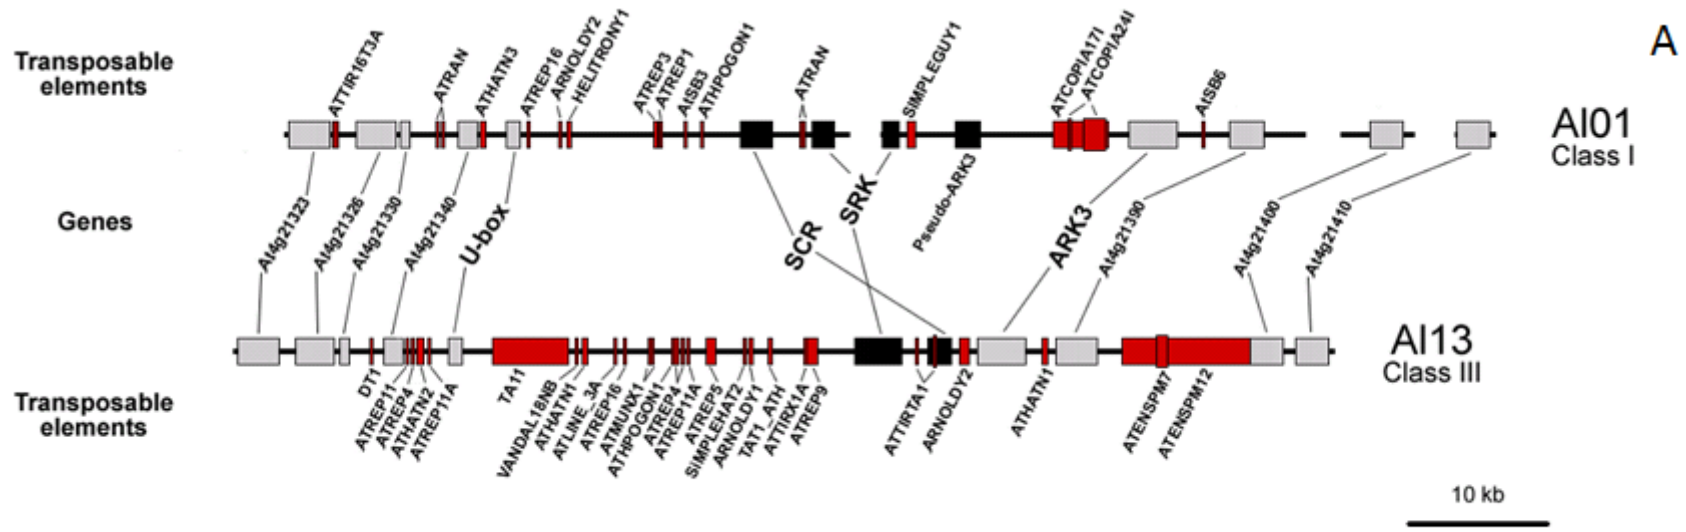 A
Transposable
elements
ATTIR16T3A
ATRAN
ATHATN3
ATREP16
ARNOLDY2
HELITRONY1
ATREP3
ATREP1
AtSB3
ATHPOGON1
ATRAN
SIMPLEGUY1
ATCOPIA17I
ATCOPIA24I
AtSB6
Al01
Class I
Genes
At4g21323
At4g21326
At4g21330
At4g21340
U-box
SCR
SRK
Pseudo-ARK3
ARK3
At4g21390
At4g21400
At4g21410
Al13
Class III
Transposable
elements
DT1
ATREP11
ATREP4
ATHATN2
ATREP11A
TA11
VANDAL18NB
ATHATN1
ATLINE_3A
ATREP16
ATMUNX1
ATHPOGON1
ATREP4
ATREP11A
ATREP5
SIMPLEHAT2
ARNOLDY1
TAT1_ATH
ATTIRX1A
ATREP9
ATTIRTA1
ARNOLDY2
ATHATN1
ATENSPM7
ATENSPM12
10 kb